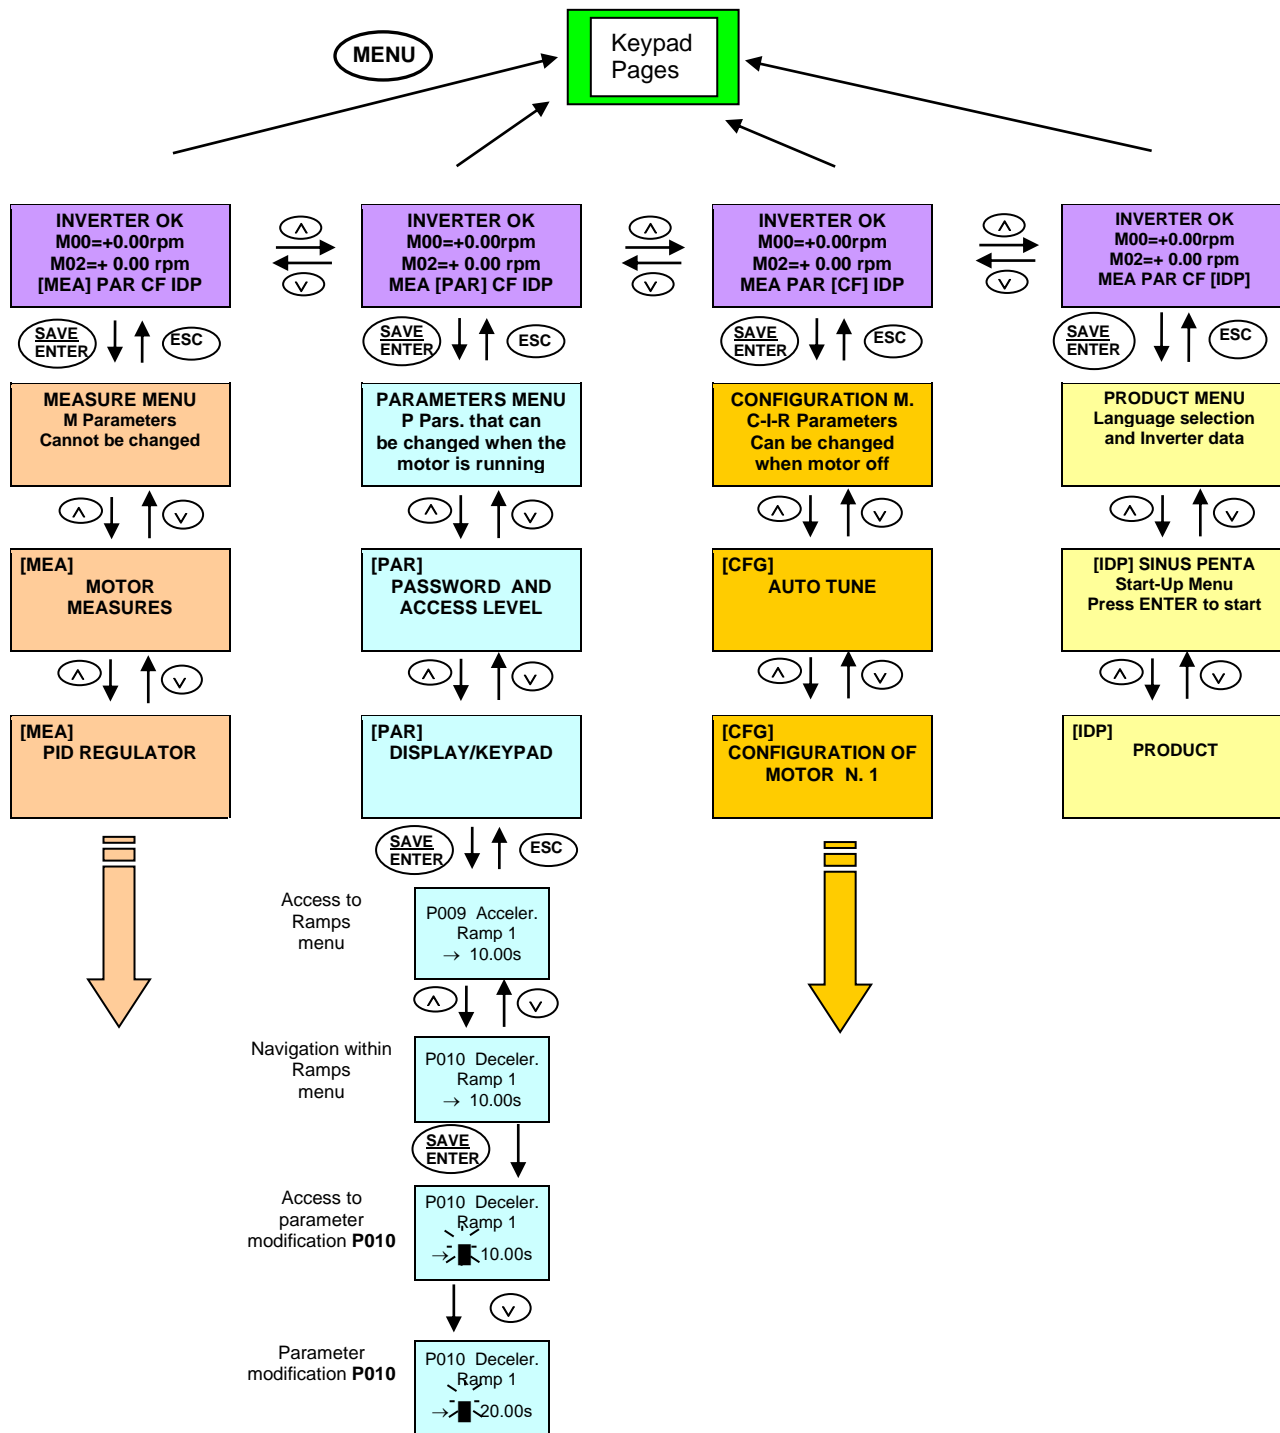 MENU
Keypad
Pages
INVERTER OK
M00=+0.00rpm
M02=+ 0.00 rpm
[MEA] PAR CF IDP
INVERTER OK
M00=+0.00rpm
M02=+ 0.00 rpm
MEA [PAR] CF IDP
INVERTER OK
M00=+0.00rpm
M02=+ 0.00 rpm
MEA PAR [CF] IDP
INVERTER OK
M00=+0.00rpm
M02=+ 0.00 rpm
MEA PAR CF [IDP]
SAVE
ENTER
ESC
SAVE
ENTER
ESC
SAVE
ENTER
ESC
SAVE
ENTER
ESC
MEASURE MENU
M Parameters
Cannot be changed
PARAMETERS MENU
P Pars. that can
be changed when the
motor is running
CONFIGURATION M.
C-I-R Parameters
Can be changed
when motor off
PRODUCT MENU
Language selection
and Inverter data
[MEA]
MOTOR
MEASURES
[PAR]
PASSWORD AND
ACCESS LEVEL
[CFG]
AUTO TUNE
[IDP] SINUS PENTA
Start-Up Menu
Press ENTER to start
[MEA]
PID REGULATOR
[PAR]
DISPLAY/KEYPAD
[CFG]
CONFIGURATION OF
MOTOR N. 1
[IDP]
PRODUCT
SAVE
ENTER
ESC
Access to
Ramps
menu
P009 Acceler.
Ramp 1
→ 10.00s
Navigation within
Ramps
menu
P010 Deceler.
Ramp 1
→ 10.00s
SAVE
ENTER
Access to
parameter
modification P010
P010 Deceler.
Ramp 1
→ 10.00s
Parameter
modification P010
P010 Deceler.
Ramp 1
→ 20.00s